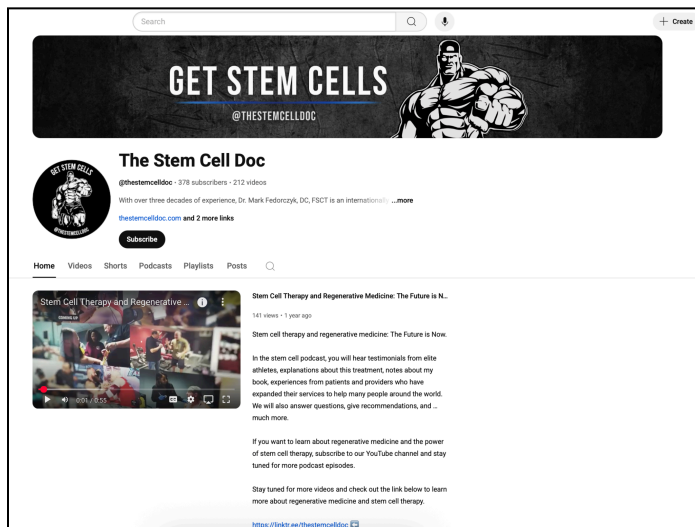 Search
Create
GET STEM CELLS
@THESTEMCELLDOC
GET STEM CELLS
@THESTEMCELLDOC
The Stem Cell Doc
@thestemcelldoc • 378 subscribers • 212 videos
With over three decades of experience, Dr. Mark Fedorczyk, DC, FSCT is an internationally ...more
thestemcelldoc.com and 2 more links
Subscribe
Home Videos Shorts Podcasts Playlists Posts
Stem Cell Therapy and Regenerative ...
COMING UP
0:01 / 0:55
Stem Cell Therapy and Regenerative Medicine: The Future is N...
141 views • 1 year ago
Stem cell therapy and regenerative medicine: The Future is Now.
In the stem cell podcast, you will hear testimonials from elite
athletes, explanations about this treatment, notes about my
book, experiences from patients and providers who have
expanded their services to help many people around the world.
We will also answer questions, give recommendations, and ...
much more.
If you want to learn about regenerative medicine and the power
of stem cell therapy, subscribe to our YouTube channel and stay
tuned for more podcast episodes.
Stay tuned for more videos and check out the link below to learn
more about regenerative medicine and stem cell therapy.
https://linktr.ee/thestemcelldoc